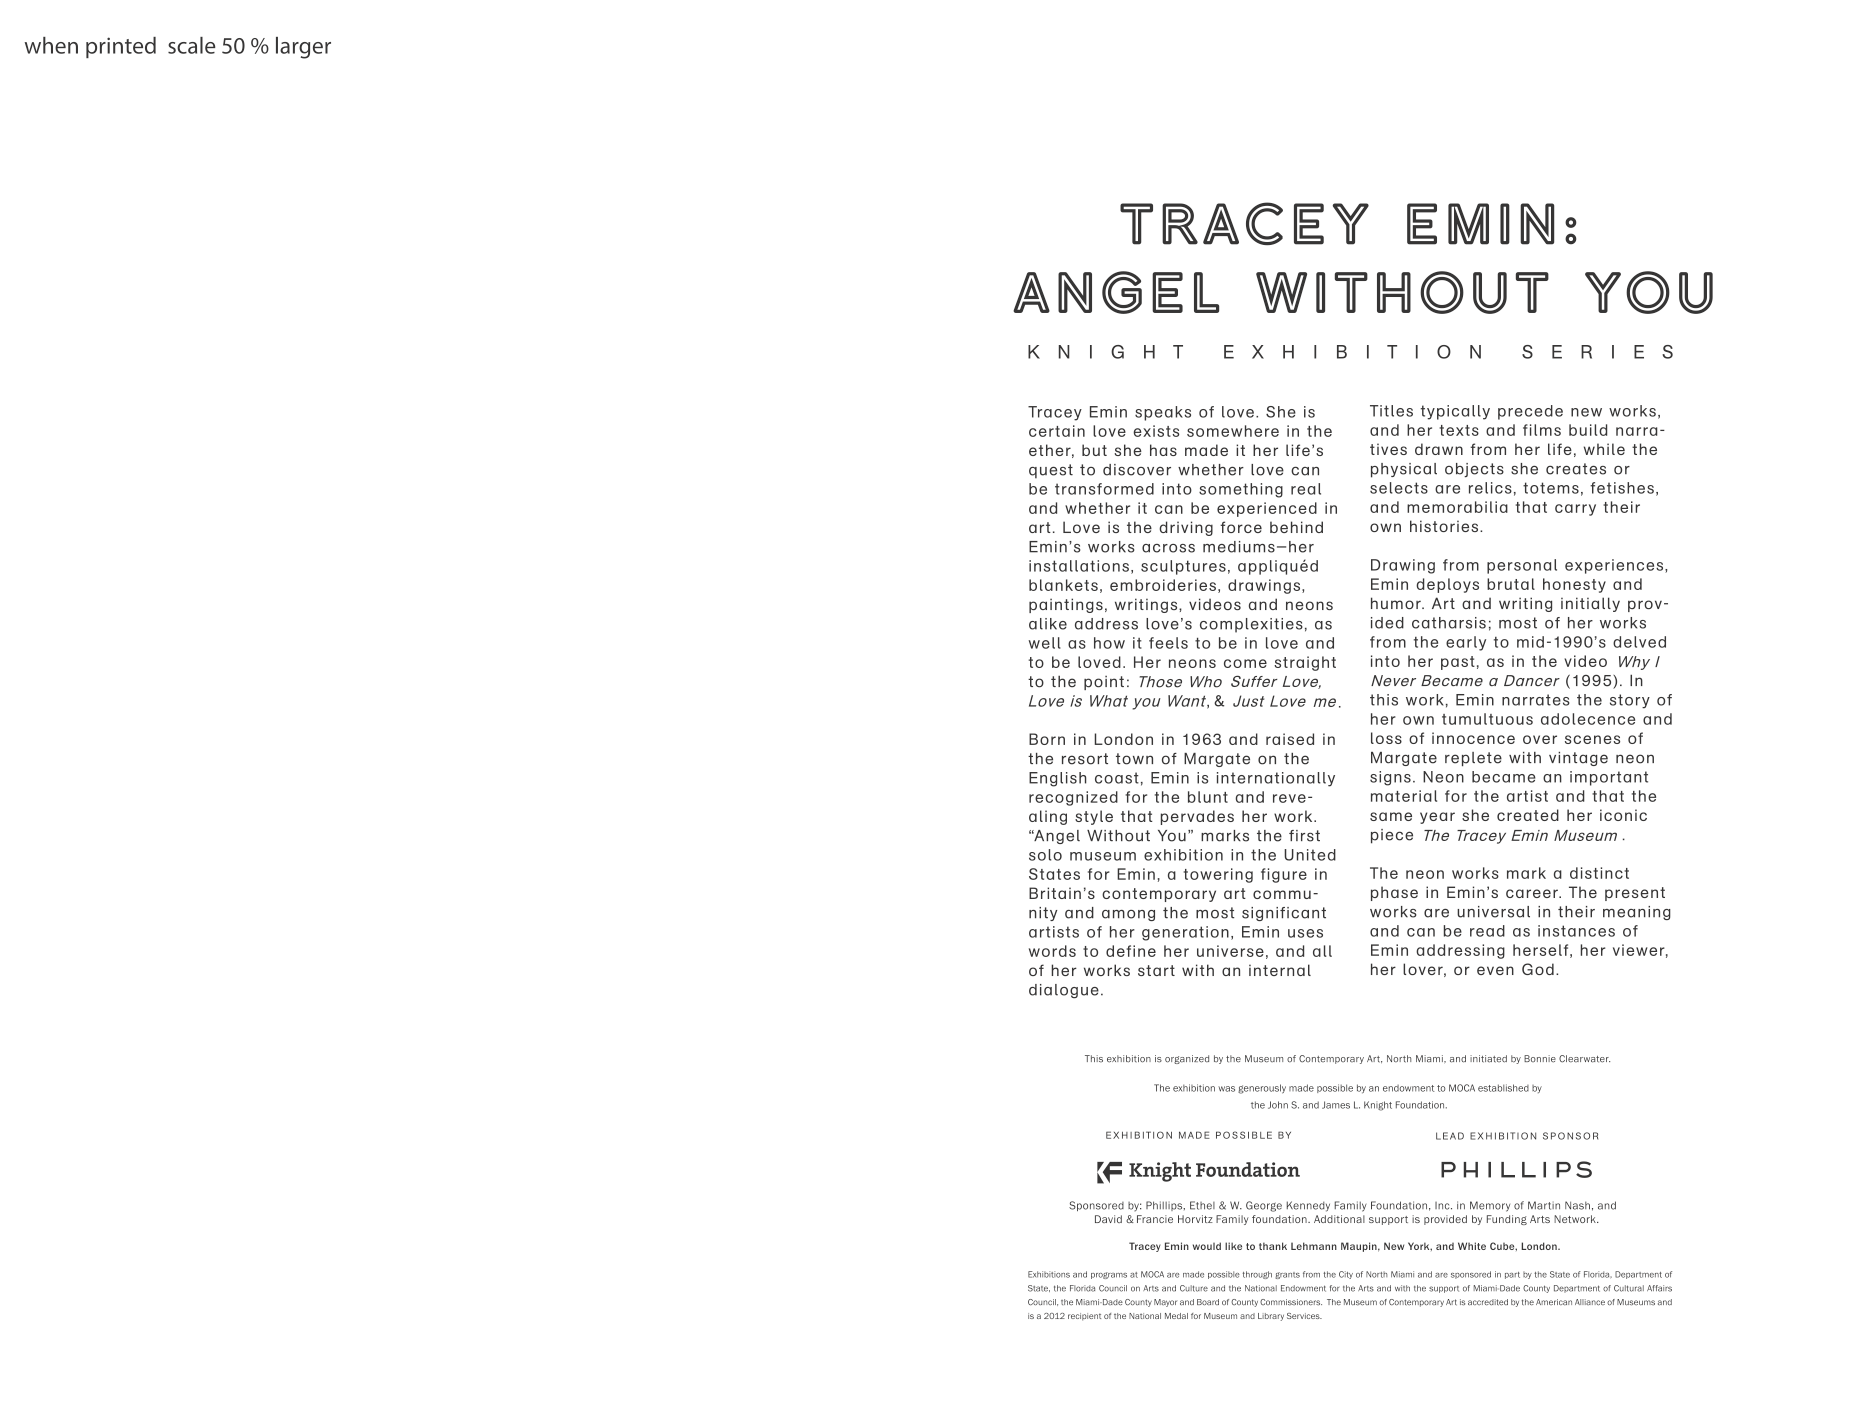 when printed  scale 50 % larger
TRACEY EMIN:
ANGEL WITHOUT YOU
KNIGHT EXHIBITION SERIES
Tracey Emin speaks of love. She is
certain love exists somewhere in the
ether, but she has made it her life's
quest to discover whether love can
be transformed into something real
and whether it can be experienced in
art. Love is the driving force behind
Emin's works across mediums—her
installations, sculptures, appliquéd
blankets, embroideries, drawings,
paintings, writings, videos and neons
alike address love's complexities, as
well as how it feels to be in love and
to be loved. Her neons come straight
to the point: Those Who Suffer Love,
Love is What you Want, & Just Love me.
Born in London in 1963 and raised in
the resort town of Margate on the
English coast, Emin is internationally
recognized for the blunt and reve-
aling style that pervades her work.
“Angel Without You” marks the first
solo museum exhibition in the United
States for Emin, a towering figure in
Britain's contemporary art commu-
nity and among the most significant
artists of her generation, Emin uses
words to define her universe, and all
of her works start with an internal
dialogue.
Titles typically precede new works,
and her texts and films build narra-
tives drawn from her life, while the
physical objects she creates or
selects are relics, totems, fetishes,
and memorabilia that carry their
own histories.
Drawing from personal experiences,
Emin deploys brutal honesty and
humor. Art and writing initially prov-
ided catharsis; most of her works
from the early to mid-1990's delved
into her past, as in the video Why I
Never Became a Dancer (1995). In
this work, Emin narrates the story of
her own tumultuous adolecence and
loss of innocence over scenes of
Margate replete with vintage neon
signs. Neon became an important
material for the artist and that the
same year she created her iconic
piece The Tracey Emin Museum .
The neon works mark a distinct
phase in Emin's career. The present
works are universal in their meaning
and can be read as instances of
Emin addressing herself, her viewer,
her lover, or even God.
This exhibition is organized by the Museum of Contemporary Art, North Miami, and initiated by Bonnie Clearwater.
The exhibition was generously made possible by an endowment to MOCA established by
the John S. and James L. Knight Foundation.
EXHIBITION MADE POSSIBLE BY
Knight Foundation
LEAD EXHIBITION SPONSOR
PHILLIPS
Sponsored by: Phillips, Ethel & W. George Kennedy Family Foundation, Inc. in Memory of Martin Nash, and
David & Francie Horvitz Family foundation. Additional support is provided by Funding Arts Network.
Tracey Emin would like to thank Lehmann Maupin, New York, and White Cube, London.
Exhibitions and programs at MOCA are made possible through grants from the City of North Miami and are sponsored in part by the State of Florida, Department of
State, the Florida Council on Arts and Culture and the National Endowment for the Arts and with the support of Miami-Dade County Department of Cultural Affairs
Council, the Miami-Dade County Mayor and Board of County Commissioners.  The Museum of Contemporary Art is accredited by the American Alliance of Museums and
is a 2012 recipient of the National Medal for Museum and Library Services.